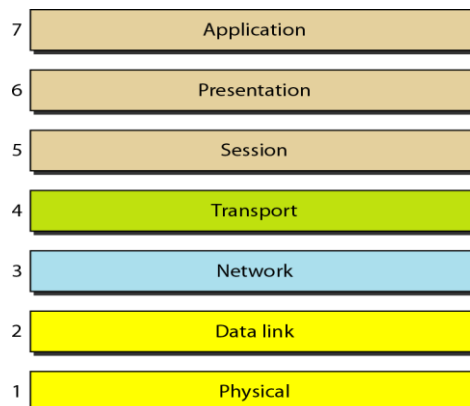 7 Application
6 Presentation
5 Session
4 Transport
3 Network
2 Data link
1 Physical